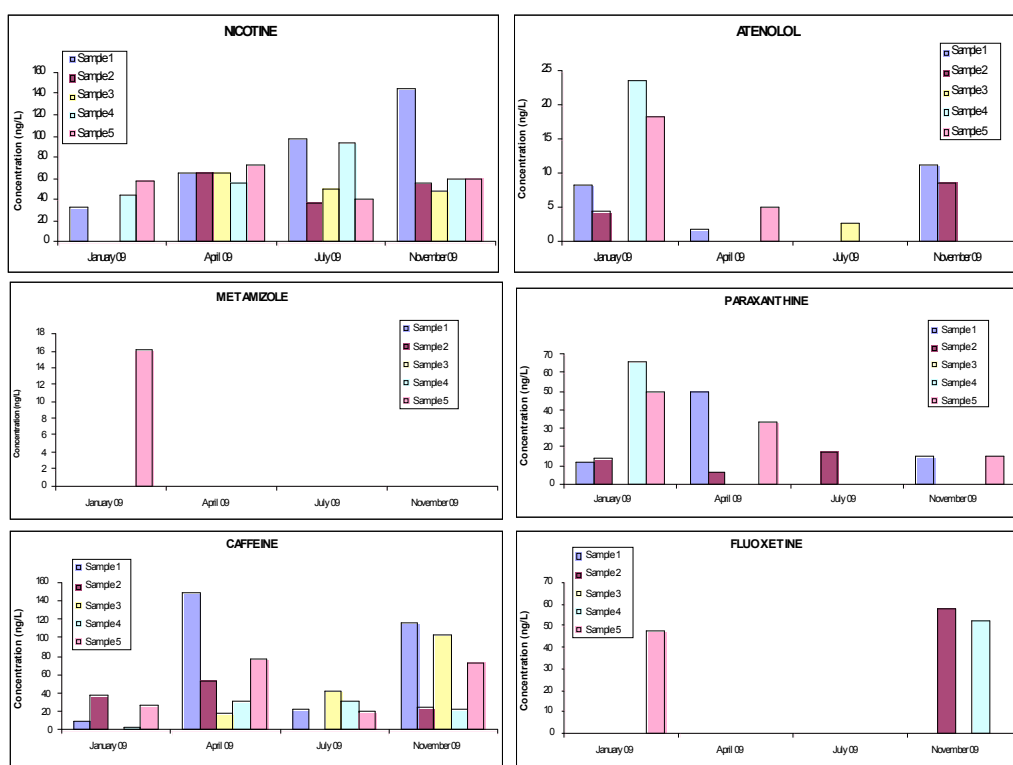 NICOTINE
Sample1
Sample2
Sample3
Sample4
Sample5
Concentration (ng/L)
160
140
120
100
80
60
40
20
0
January 09
April 09
July 09
November 09
ATENOLOL
Sample1
Sample2
Sample3
Sample4
Sample5
Concentration (ng/L)
25
20
15
10
5
0
January 09
April 09
July 09
November 09
METAMIZOLE
Sample1
Sample2
Sample3
Sample4
Sample5
Concentration (ng/L)
18
16
14
12
10
8
6
4
2
0
January 09
April 09
July 09
November 09
PARAXANTHINE
Sample1
Sample2
Sample3
Sample4
Sample5
Concentration (ng/L)
70
60
50
40
30
20
10
0
January 09
April 09
July 09
November 09
CAFFEINE
Sample1
Sample2
Sample3
Sample4
Sample5
Concentration (ng/L)
160
140
120
100
80
60
40
20
0
January 09
April 09
July 09
November 09
FLUOXETINE
Sample1
Sample2
Sample3
Sample4
Sample5
Concentration (ng/L)
70
60
50
40
30
20
10
0
January 09
April 09
July 09
November 09